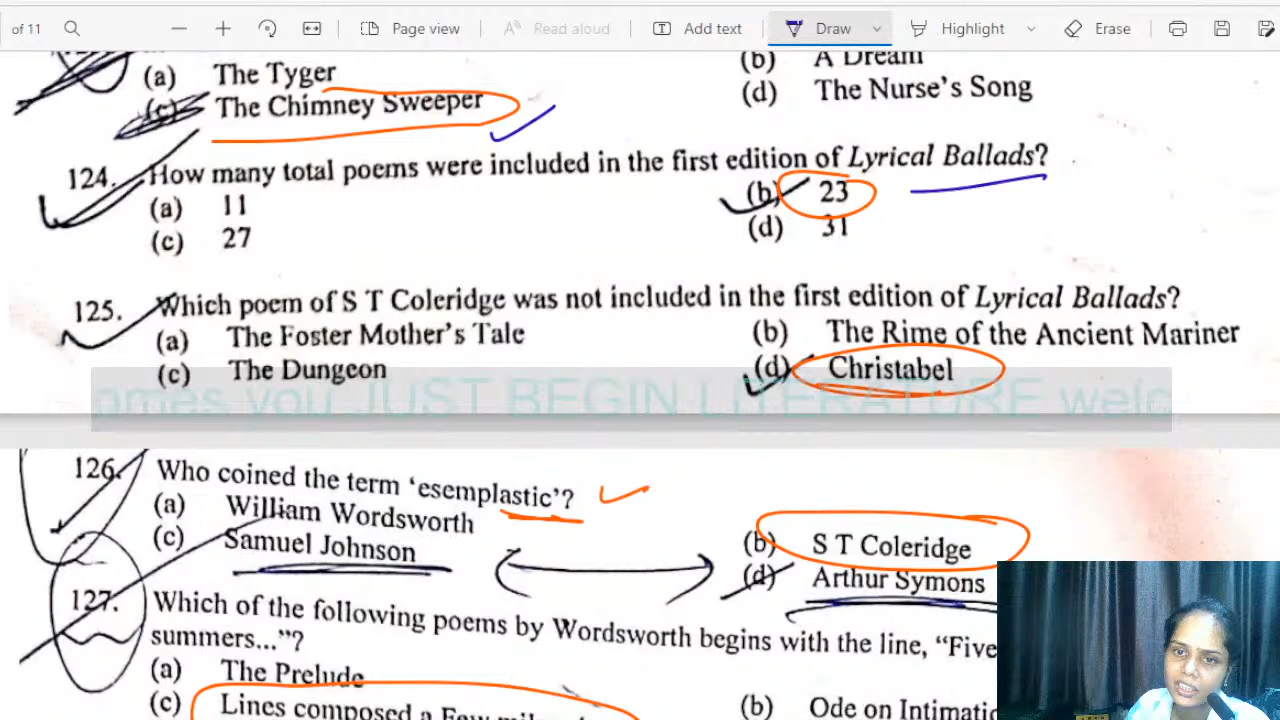 of 11 Page view Read aloud Add text Draw Highlight Erase
(a) The Tyger (b) A Dream
(c) The Chimney Sweeper (d) The Nurse's Song
124. How many total poems were included in the first edition of Lyrical Ballads?
(a) 11 (b) 23
(c) 27 (d) 31
125. Which poem of S T Coleridge was not included in the first edition of Lyrical Ballads?
(a) The Foster Mother's Tale (b) The Rime of the Ancient Mariner
(c) The Dungeon (d) Christabel
omes you JUST BEGIN LITERATURE welc
126. Who coined the term 'esemplastic'?
(a) William Wordsworth (b) S T Coleridge
(c) Samuel Johnson (d) Arthur Symons
127. Which of the following poems by Wordsworth begins with the line, "Five
summers..."?
(a) The Prelude (b) Ode on Intimatio
(c) Lines composed a Few miles